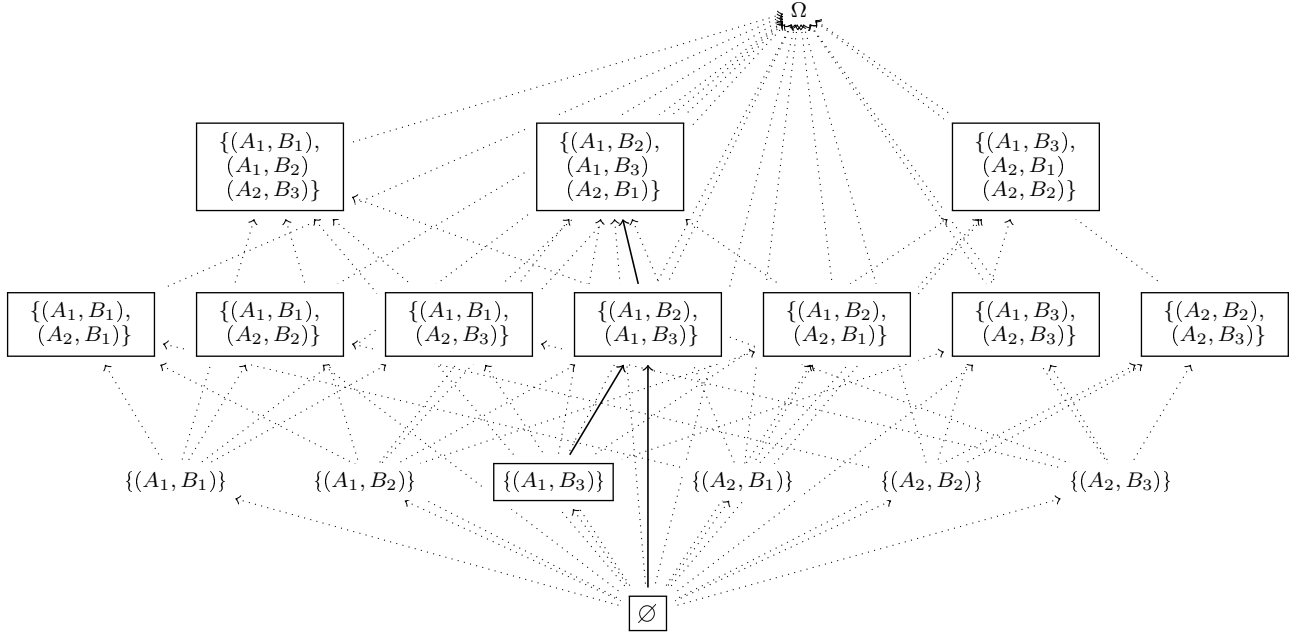 Ω
{(A₁, B₁),
(A₁, B₂)
(A₂, B₃)}
{(A₁, B₂),
(A₁, B₃)
(A₂, B₁)}
{(A₁, B₃),
(A₂, B₁)
(A₂, B₂)}
{(A₁, B₁),
(A₂, B₁)}
{(A₁, B₁),
(A₂, B₂)}
{(A₁, B₁),
(A₂, B₃)}
{(A₁, B₂),
(A₁, B₃)}
{(A₁, B₂),
(A₂, B₁)}
{(A₁, B₃),
(A₂, B₃)}
{(A₂, B₂),
(A₂, B₃)}
{(A₁, B₁)}
{(A₁, B₂)}
{(A₁, B₃)}
{(A₂, B₁)}
{(A₂, B₂)}
{(A₂, B₃)}
∅